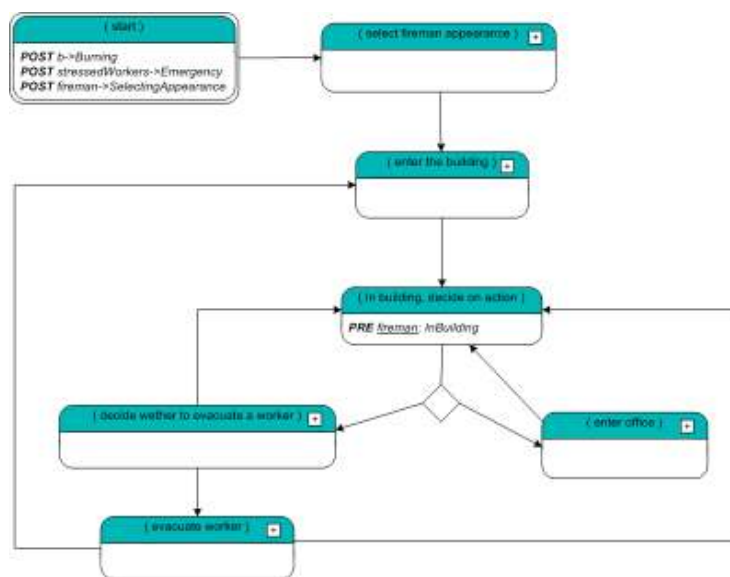 ( start )
POST b->Burning
POST stressedWorkers->Emergency
POST fireman->SelectingAppearance
( select fireman appearance )
( enter the building )
( In building, decide on action )
PRE fireman: InBuilding
( decide wether to evacuate a worker )
( enter office )
( evacuate worker )